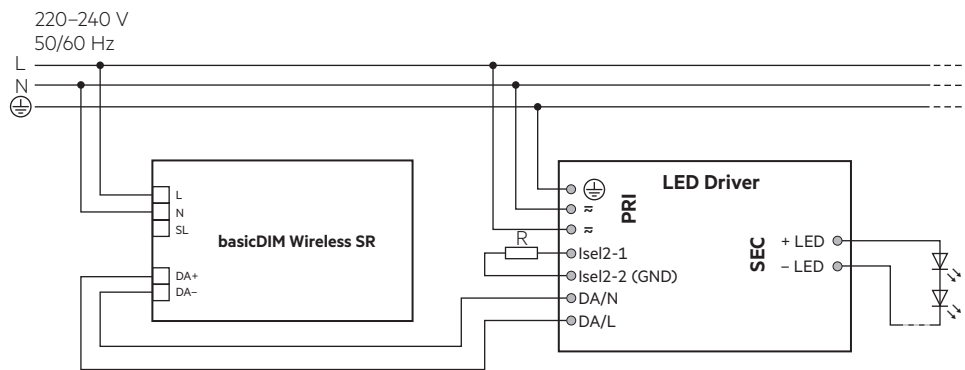 220–240 V
50/60 Hz
L
N
L
N
SL
DA+
DA–
basicDIM Wireless SR
LED Driver
PRI
≂
≂
R
Isel2-1
Isel2-2 (GND)
DA/N
DA/L
SEC
+ LED
– LED